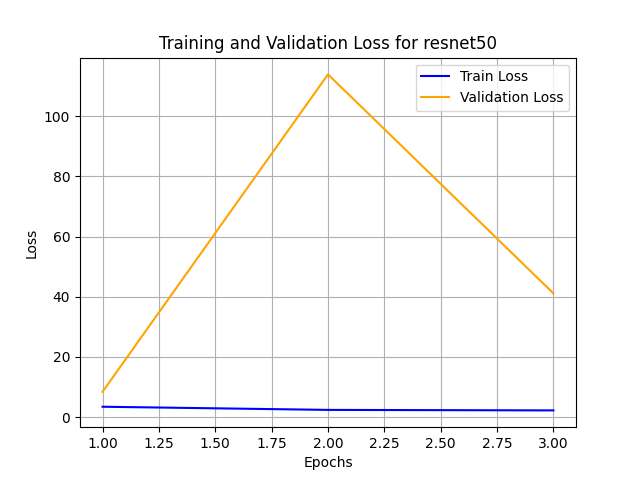 Training and Validation Loss for resnet50
Train Loss
Validation Loss
100
80
60
40
20
0
Loss
1.00 1.25 1.50 1.75 2.00 2.25 2.50 2.75 3.00
Epochs